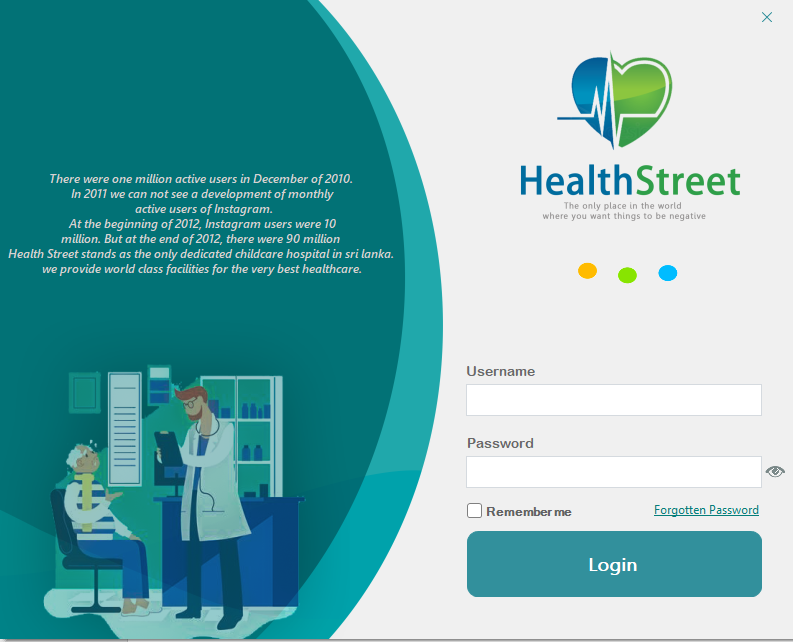 There were one million active users in December of 2010.
In 2011 we can not see a development of monthly
active users of Instagram.
At the beginning of 2012, Instagram users were 10
million. But at the end of 2012, there were 90 million
Health Street stands as the only dedicated childcare hospital in sri lanka.
we provide world class facilities for the very best healthcare.
HealthStreet
The only place in the world
where you want things to be negative
Username
Password
Remember me
Forgotten Password
Login